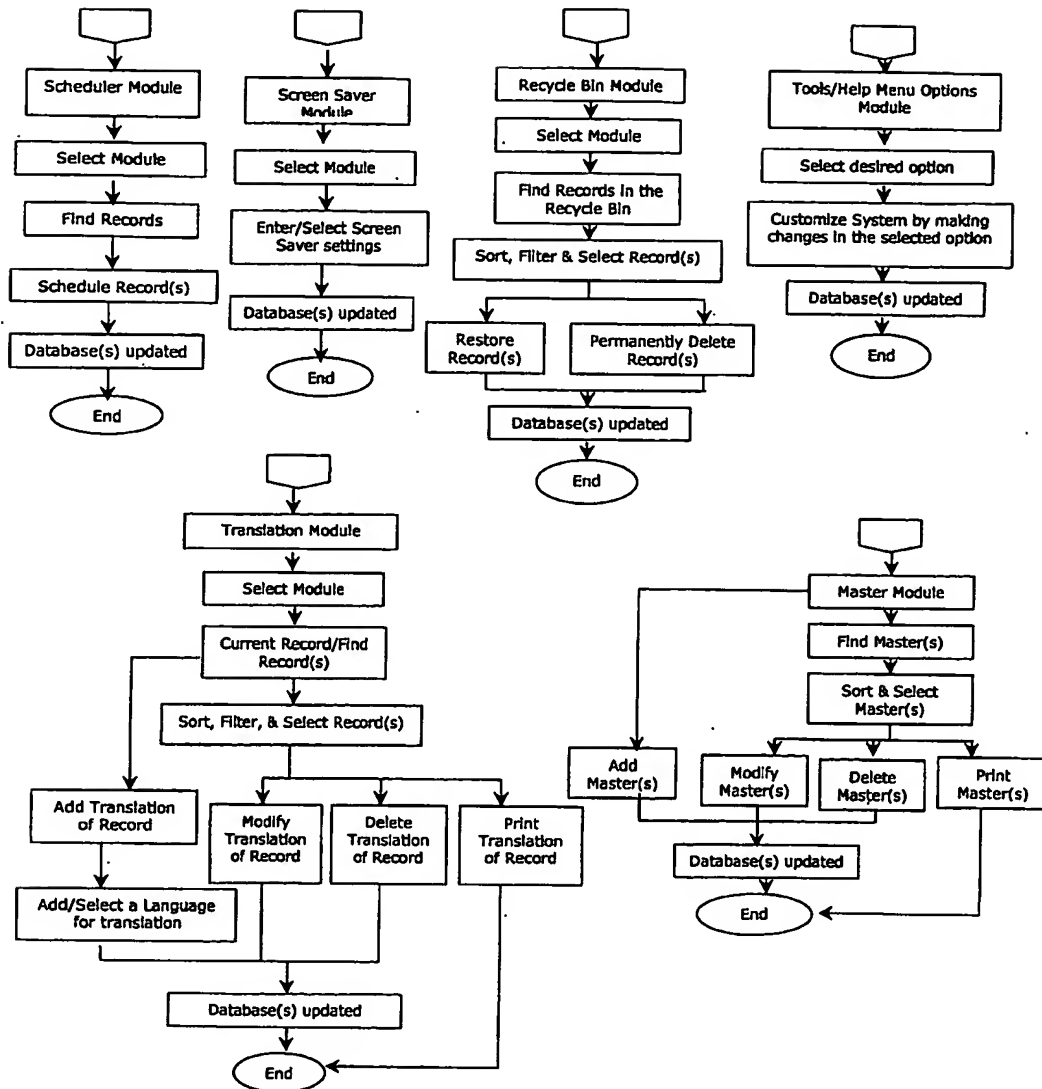 Scheduler Module
Select Module
Find Records
Schedule Record(s)
Database(s) updated
End
Screen Saver
Module
Select Module
Enter/Select Screen
Saver settings
Database(s) updated
End
Recycle Bin Module
Select Module
Find Records in the
Recycle Bin
Sort, Filter & Select Record(s)
Restore
Record(s)
Permanently Delete
Record(s)
Database(s) updated
End
Tools/Help Menu Options
Module
Select desired option
Customize System by making
changes in the selected option
Database(s) updated
End
Translation Module
Select Module
Current Record/Find
Record(s)
Sort, Filter, & Select Record(s)
Add Translation
of Record
Modify
Translation
of Record
Delete
Translation
of Record
Print
Translation
of Record
Add/Select a Language
for translation
Database(s) updated
End
Master Module
Find Master(s)
Sort & Select
Master(s)
Add
Master(s)
Modify
Master(s)
Delete
Master(s)
Print
Master(s)
Database(s) updated
End